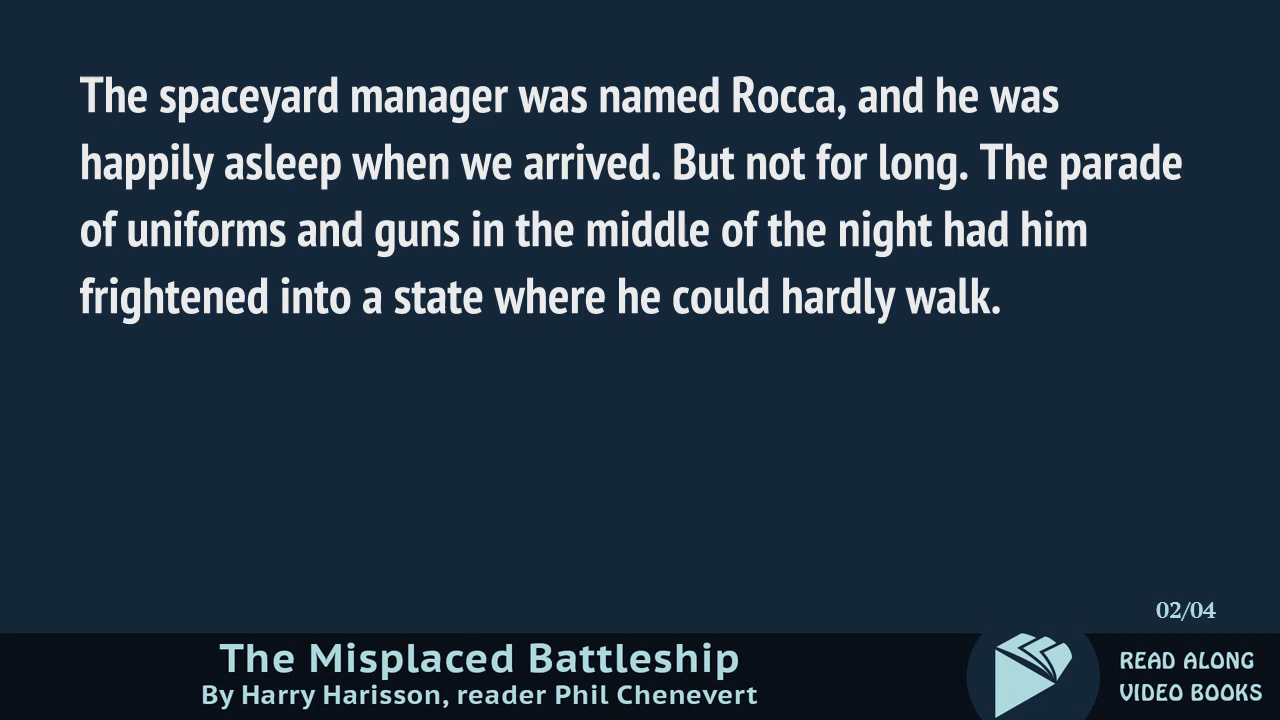 The spaceyard manager was named Rocca, and he was
happily asleep when we arrived. But not for long. The parade
of uniforms and guns in the middle of the night had him
frightened into a state where he could hardly walk.
02/04
The Misplaced Battleship
By Harry Harisson, reader Phil Chenevert
READ ALONG
VIDEO BOOKS